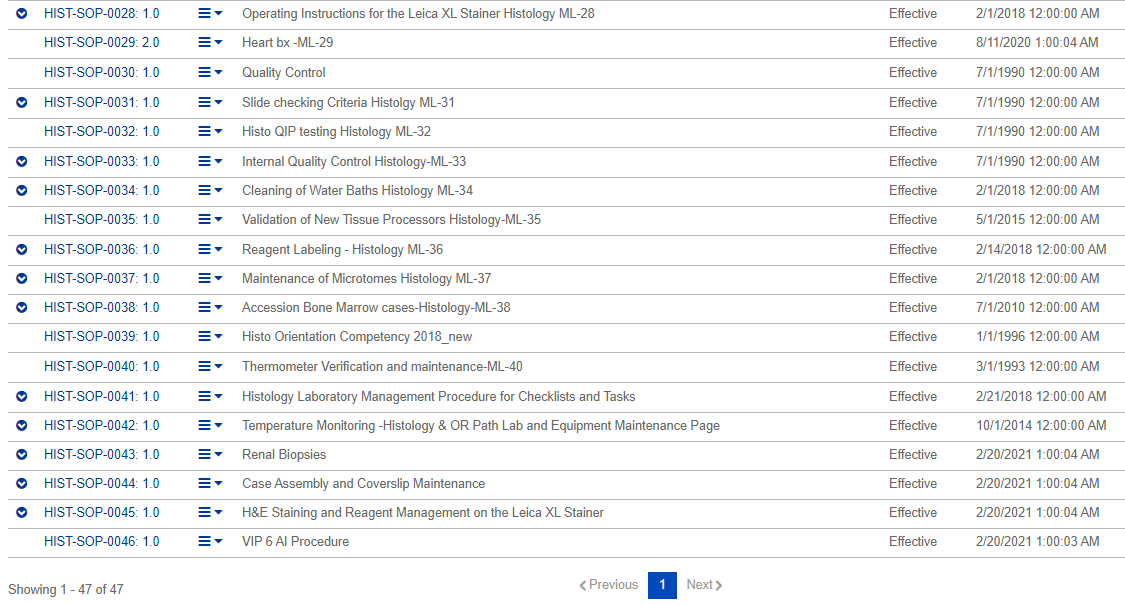 HIST-SOP-0028: 1.0 Operating Instructions for the Leica XL Stainer Histology ML-28 Effective 2/1/2018 12:00:00 AM
HIST-SOP-0029: 2.0 Heart bx -ML-29 Effective 8/11/2020 1:00:04 AM
HIST-SOP-0030: 1.0 Quality Control Effective 7/1/1990 12:00:00 AM
HIST-SOP-0031: 1.0 Slide checking Criteria Histolgy ML-31 Effective 7/1/1990 12:00:00 AM
HIST-SOP-0032: 1.0 Histo QIP testing Histology ML-32 Effective 7/1/1990 12:00:00 AM
HIST-SOP-0033: 1.0 Internal Quality Control Histology-ML-33 Effective 7/1/1990 12:00:00 AM
HIST-SOP-0034: 1.0 Cleaning of Water Baths Histology ML-34 Effective 2/1/2018 12:00:00 AM
HIST-SOP-0035: 1.0 Validation of New Tissue Processors Histology-ML-35 Effective 5/1/2015 12:00:00 AM
HIST-SOP-0036: 1.0 Reagent Labeling - Histology ML-36 Effective 2/14/2018 12:00:00 AM
HIST-SOP-0037: 1.0 Maintenance of Microtomes Histology ML-37 Effective 2/1/2018 12:00:00 AM
HIST-SOP-0038: 1.0 Accession Bone Marrow cases-Histology-ML-38 Effective 7/1/2010 12:00:00 AM
HIST-SOP-0039: 1.0 Histo Orientation Competency 2018_new Effective 1/1/1996 12:00:00 AM
HIST-SOP-0040: 1.0 Thermometer Verification and maintenance-ML-40 Effective 3/1/1993 12:00:00 AM
HIST-SOP-0041: 1.0 Histology Laboratory Management Procedure for Checklists and Tasks Effective 2/21/2018 12:00:00 AM
HIST-SOP-0042: 1.0 Temperature Monitoring -Histology & OR Path Lab and Equipment Maintenance Page Effective 10/1/2014 12:00:00 AM
HIST-SOP-0043: 1.0 Renal Biopsies Effective 2/20/2021 1:00:04 AM
HIST-SOP-0044: 1.0 Case Assembly and Coverslip Maintenance Effective 2/20/2021 1:00:04 AM
HIST-SOP-0045: 1.0 H&E Staining and Reagent Management on the Leica XL Stainer Effective 2/20/2021 1:00:04 AM
HIST-SOP-0046: 1.0 VIP 6 AI Procedure Effective 2/20/2021 1:00:03 AM
Showing 1 - 47 of 47 Previous 1 Next